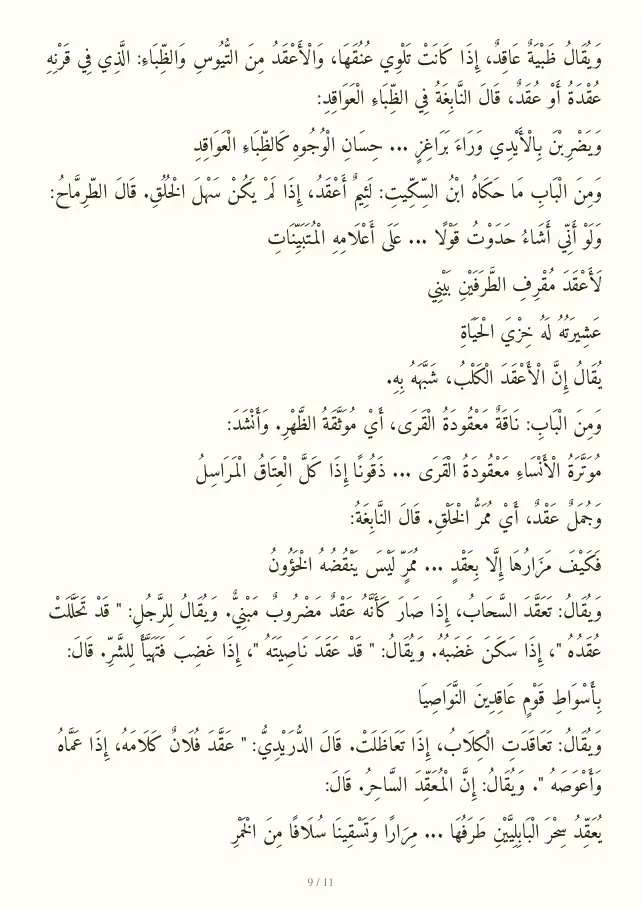 وَيُقَالُ ظَبْيَةٌ عَاقِدٌ، إِذَا كَانَتْ تَلْوِي عُنُقَهَا، وَالْأَعْقَدُ مِنَ التُّيُوسِ وَالظِّبَاءِ: الَّذِي فِي قَرْنِهِ
عُقْدَةُ أَوْ عُقَدٌ، قَالَ النَّابِغَةُ فِي الظِّبَاءِ الْعَوَاقِدِ:
وَيَضْرِبْنَ بِالْأَيْدِي وَرَاءَ بَرَاغِزٍ ... حِسَانِ الْوُجُوهِ كَالظِّبَاءِ الْعَوَاقِدِ
وَمِنَ الْبَابِ مَا حَكَاهُ ابْنُ السِّكِّيتِ: لَئِيمٌ أَعْقَدُ، إِذَا لَمْ يَكُنْ سَهْلَ الْخُلُقِ. قَالَ الطِّرِمَّاحُ:
وَلَوْ أَنِّي أَشَاءُ حَدَوْتُ قَوْلًا ... عَلَى أَعْلَامِهِ الْمُتَبَيِّنَاتِ
لَأَعْقَدَ مُقْرِفِ الطَّرَفَيْنِ بَيْنِي
عَشِيرَتُهُ لَهُ خِزْيَ الْحَيَاةِ
يُقَالُ إِنَّ الْأَعْقَدَ الْكَلْبُ، شَبَّهَهُ بِهِ.
وَمِنَ الْبَابِ: نَاقَةٌ مَعْقُودَةُ الْقَرَى، أَيْ مُوَثَّقَةُ الظَّهْرِ. وَأَنْشَدَ:
مُوَتَّرَةُ الْأَنْسَاءِ مَعْقُودَةُ الْقَرَى ... ذَقُونًا إِذَا كَلَّ الْعِتَاقُ الْمَرَاسِلُ
وَجُمَلٌ عَقْدٌ، أَيْ مُمَرُّ الْخَلْقِ. قَالَ النَّابِغَةُ:
فَكَيْفَ مَزَارُهَا إِلَّا بِعَقْدٍ ... مُمَرٍّ لَيْسَ يَنْقُضُهُ الْخَؤُونُ
وَيُقَالُ: تَعَقَّدَ السَّحَابُ، إِذَا صَارَ كَأَنَّهُ عَقْدٌ مَضْرُوبٌ مَبْنِيٌّ. وَيُقَالُ لِلرَّجُلِ: " قَدْ تَحَلَّلَتْ
عُقَدُهُ "، إِذَا سَكَنَ غَضَبُهُ. وَيُقَالُ: " قَدْ عَقَدَ نَاصِيَتَهُ "، إِذَا غَضِبَ فَتَهَيَّأَ لِلشَّرِّ. قَالَ:
بِأَسْوَاطِ قَوْمٍ عَاقِدِينَ النَّوَاصِيَا
وَيُقَالُ: تَعَاقَدَتِ الْكِلَابُ، إِذَا تَعَاظَلَتْ. قَالَ الدُّرَيْدِيُّ: " عَقَّدَ فُلَانٌ كَلَامَهُ، إِذَا عَمَّاهُ
وَأَعْوَصَهُ ". وَيُقَالُ: إِنَّ الْمُعَقِّدَ السَّاحِرُ. قَالَ:
يُعَقِّدُ سِحْرَ الْبَابِلِيَّيْنِ طَرْفُهَا ... مِرَارًا وَتَسْقِينَا سُلَافًا مِنَ الْخَمْرِ
9 / 11